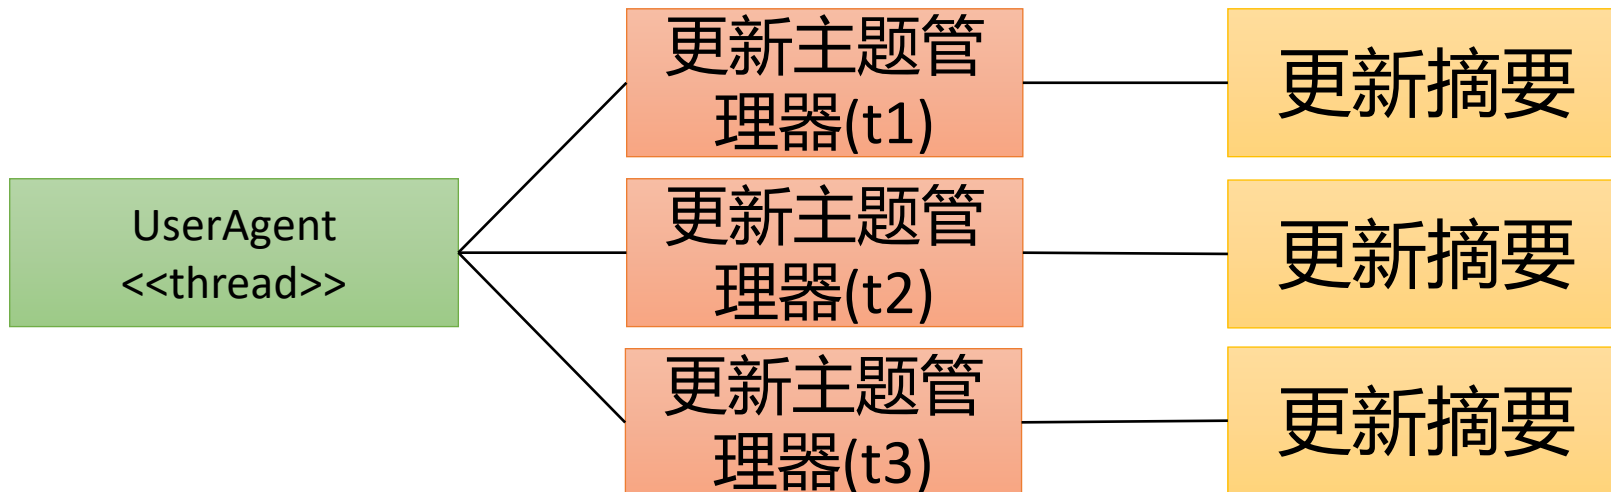 UserAgent
<<thread>>
更新主题管
理器(t1)
更新摘要
更新主题管
理器(t2)
更新摘要
更新主题管
理器(t3)
更新摘要